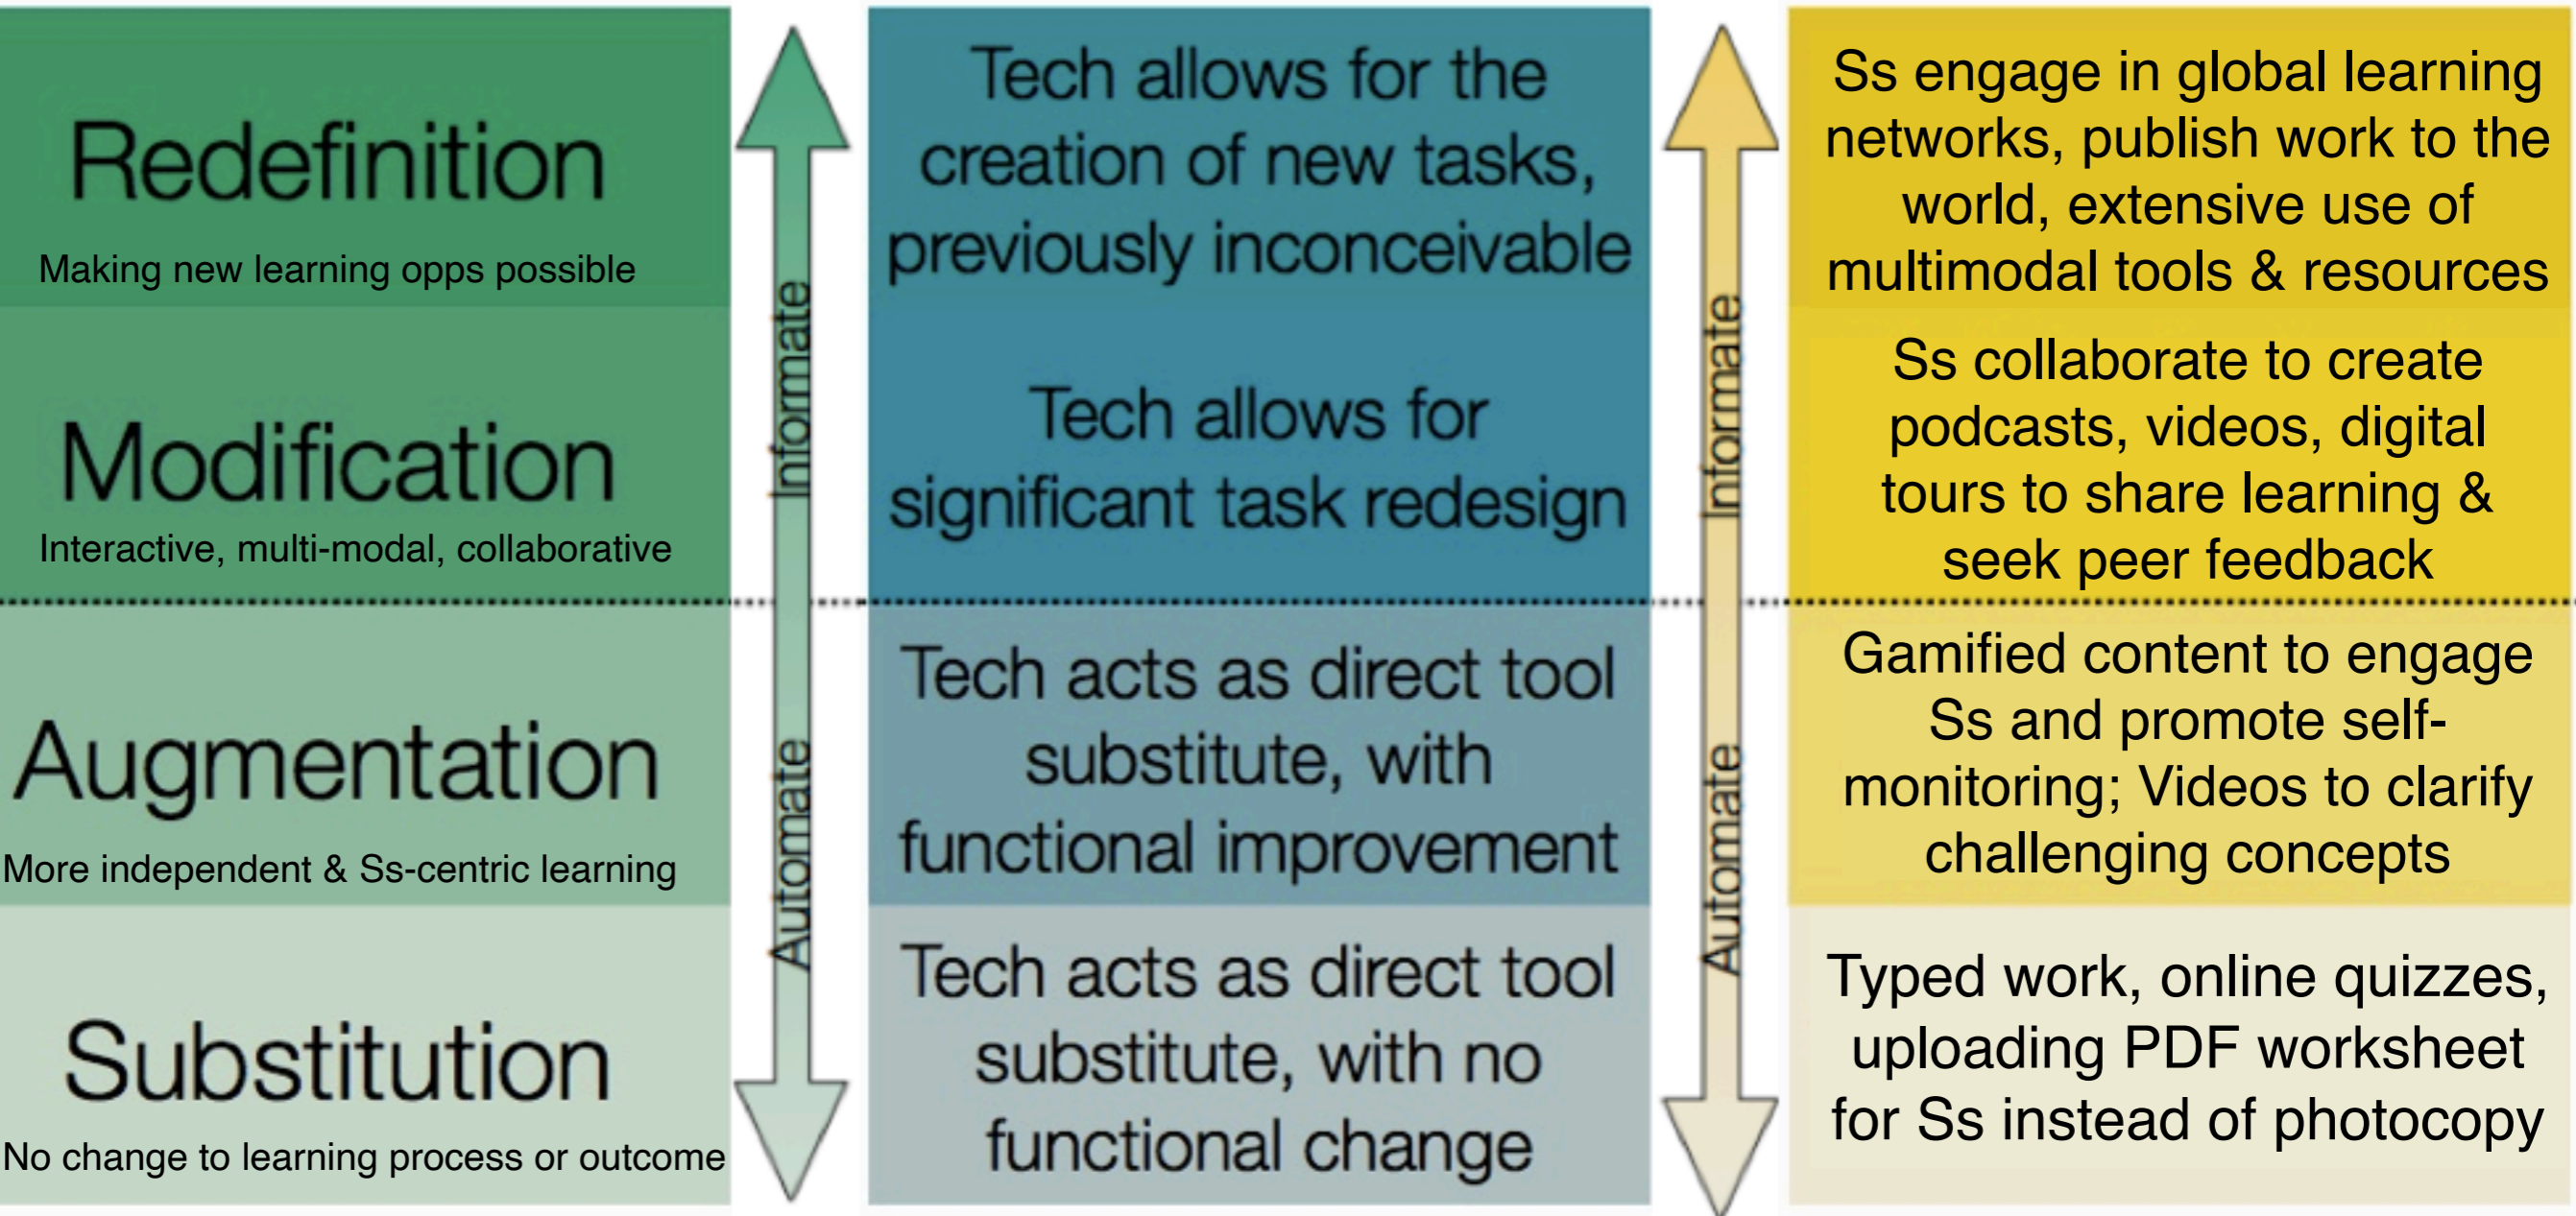 Redefinition
Making new learning opps possible
Modification
Interactive, multi-modal, collaborative
Augmentation
More independent & Ss-centric learning
Substitution
No change to learning process or outcome
Informate
Automate
Tech allows for the
creation of new tasks,
previously inconceivable
Tech allows for
significant task redesign
Tech acts as direct tool
substitute, with
functional improvement
Tech acts as direct tool
substitute, with no
functional change
Informate
Automate
Ss engage in global learning
networks, publish work to the
world, extensive use of
multimodal tools & resources
Ss collaborate to create
podcasts, videos, digital
tours to share learning &
seek peer feedback
Gamified content to engage
Ss and promote self-
monitoring; Videos to clarify
challenging concepts
Typed work, online quizzes,
uploading PDF worksheet
for Ss instead of photocopy